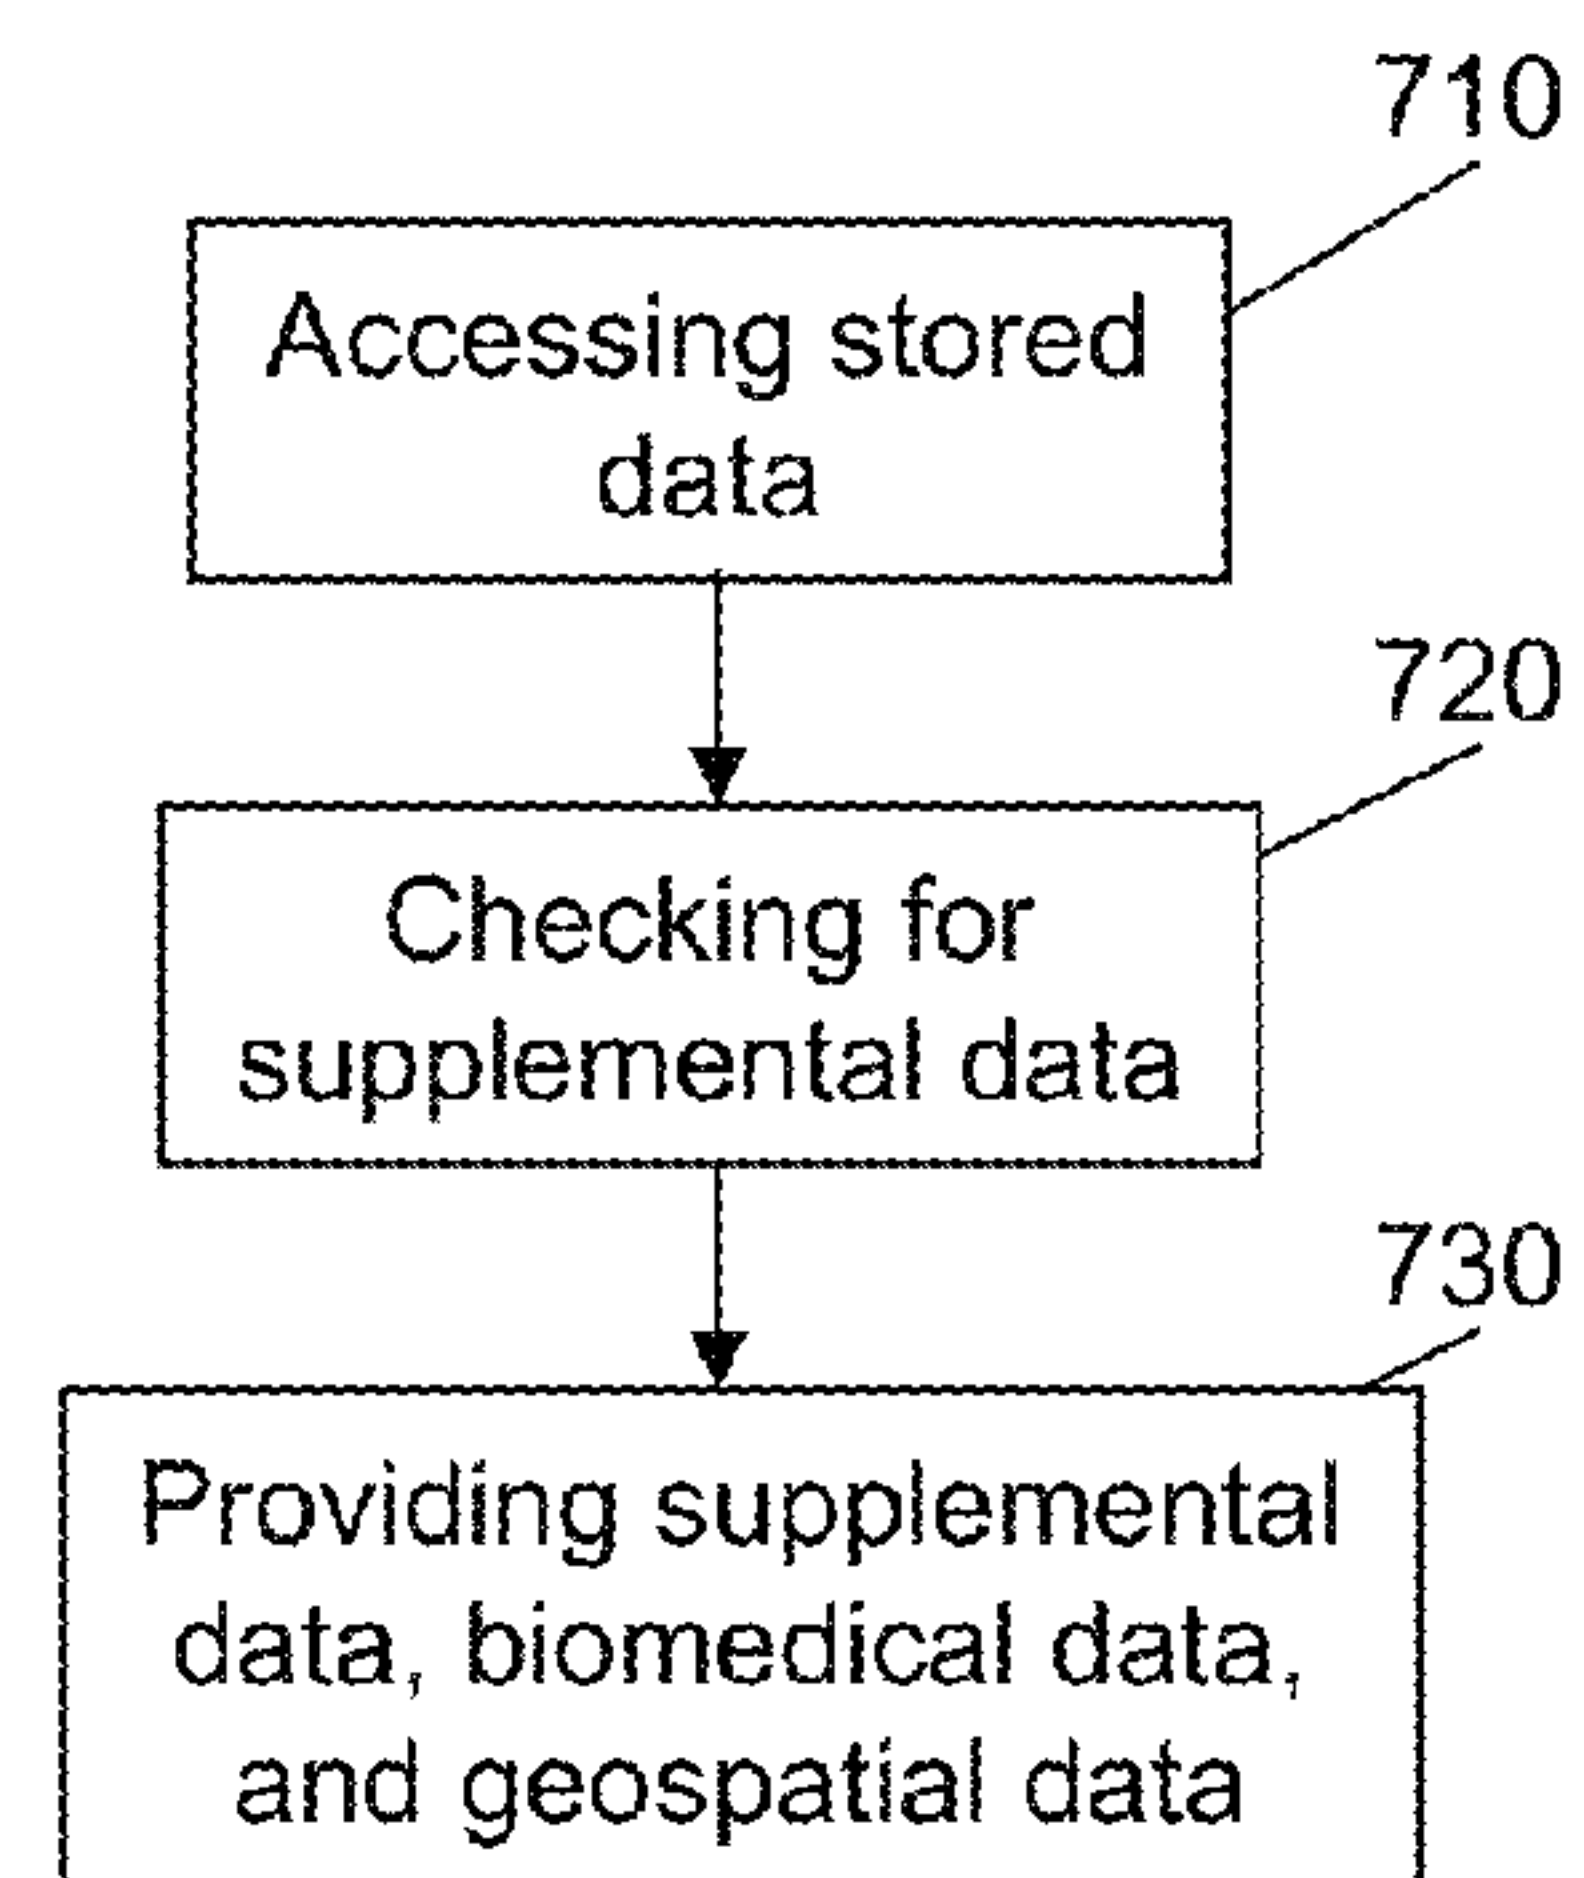 710
Accessing stored
data
720
Checking for
supplemental data
730
Providing supplemental
data, biomedical data,
and geospatial data